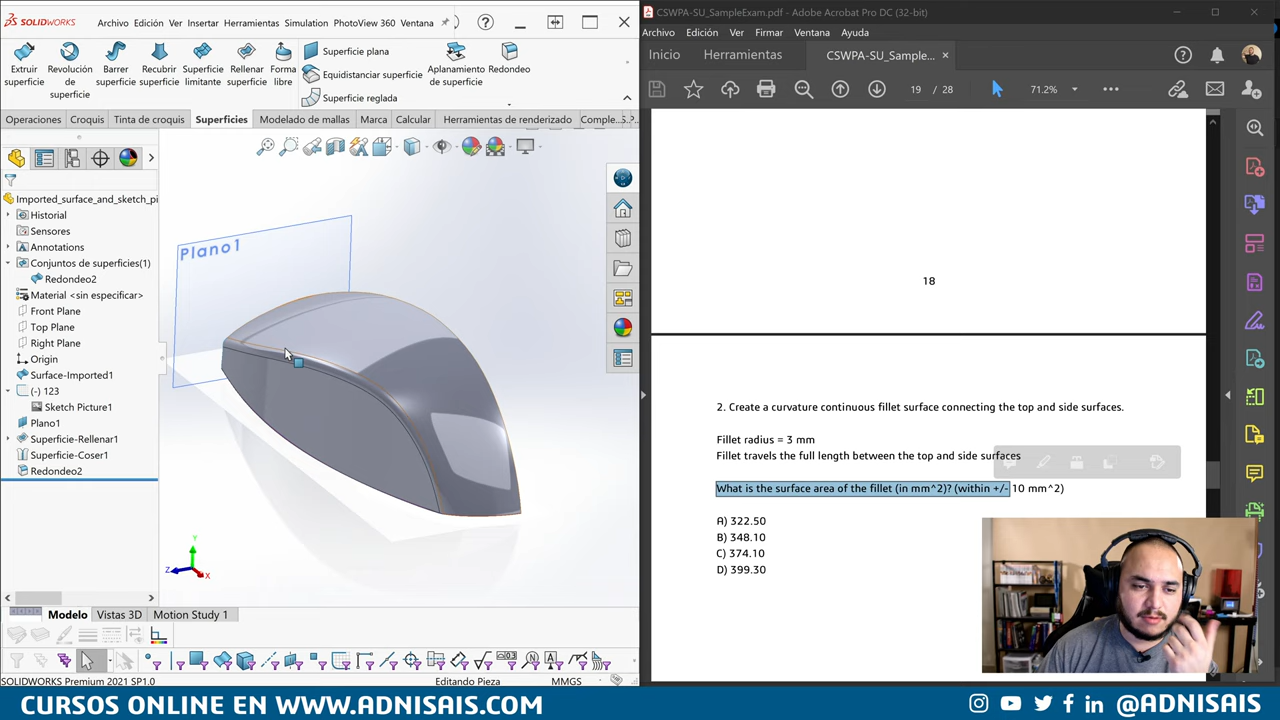 SOLIDWORKS
Archivo Edición Ver Insertar Herramientas Simulation PhotoView 360 Ventana
Extruir superficie
Revolución de superficie
Barrer superficie
Recubrir superficie
Superficie limitante
Rellenar superficie
Forma libre
Superficie plana
Equidistanciar superficie
Superficie reglada
Aplanamiento de superficie
Redondeo
Operaciones Croquis Tinta de croquis Superficies Modelado de mallas Marca Calcular Herramientas de renderizado Comple...
Imported_surface_and_sketch_pi
Historial
Sensores
Annotations
Conjuntos de superficies(1)
Redondeo2
Material <sin especificar>
Front Plane
Top Plane
Right Plane
Origin
Surface-Imported1
(-) 123
Sketch Picture1
Plano1
Superficie-Rellenar1
Superficie-Coser1
Redondeo2
Plano1
Y
Z
X
Modelo Vistas 3D Motion Study 1
SOLIDWORKS Premium 2021 SP1.0
Editando Pieza
MMGS
CSWPA-SU_SampleExam.pdf - Adobe Acrobat Pro DC (32-bit)
Archivo Edición Ver Firmar Ventana Ayuda
Inicio Herramientas CSWPA-SU_Sample... ×
19 / 28
71.2%
18
2. Create a curvature continuous fillet surface connecting the top and side surfaces.
Fillet radius = 3 mm
Fillet travels the full length between the top and side surfaces
What is the surface area of the fillet (in mm^2)? (within +/- 10 mm^2)
A) 322.50
B) 348.10
C) 374.10
D) 399.30
CURSOS ONLINE EN WWW.ADNISAIS.COM
@ADNISAIS